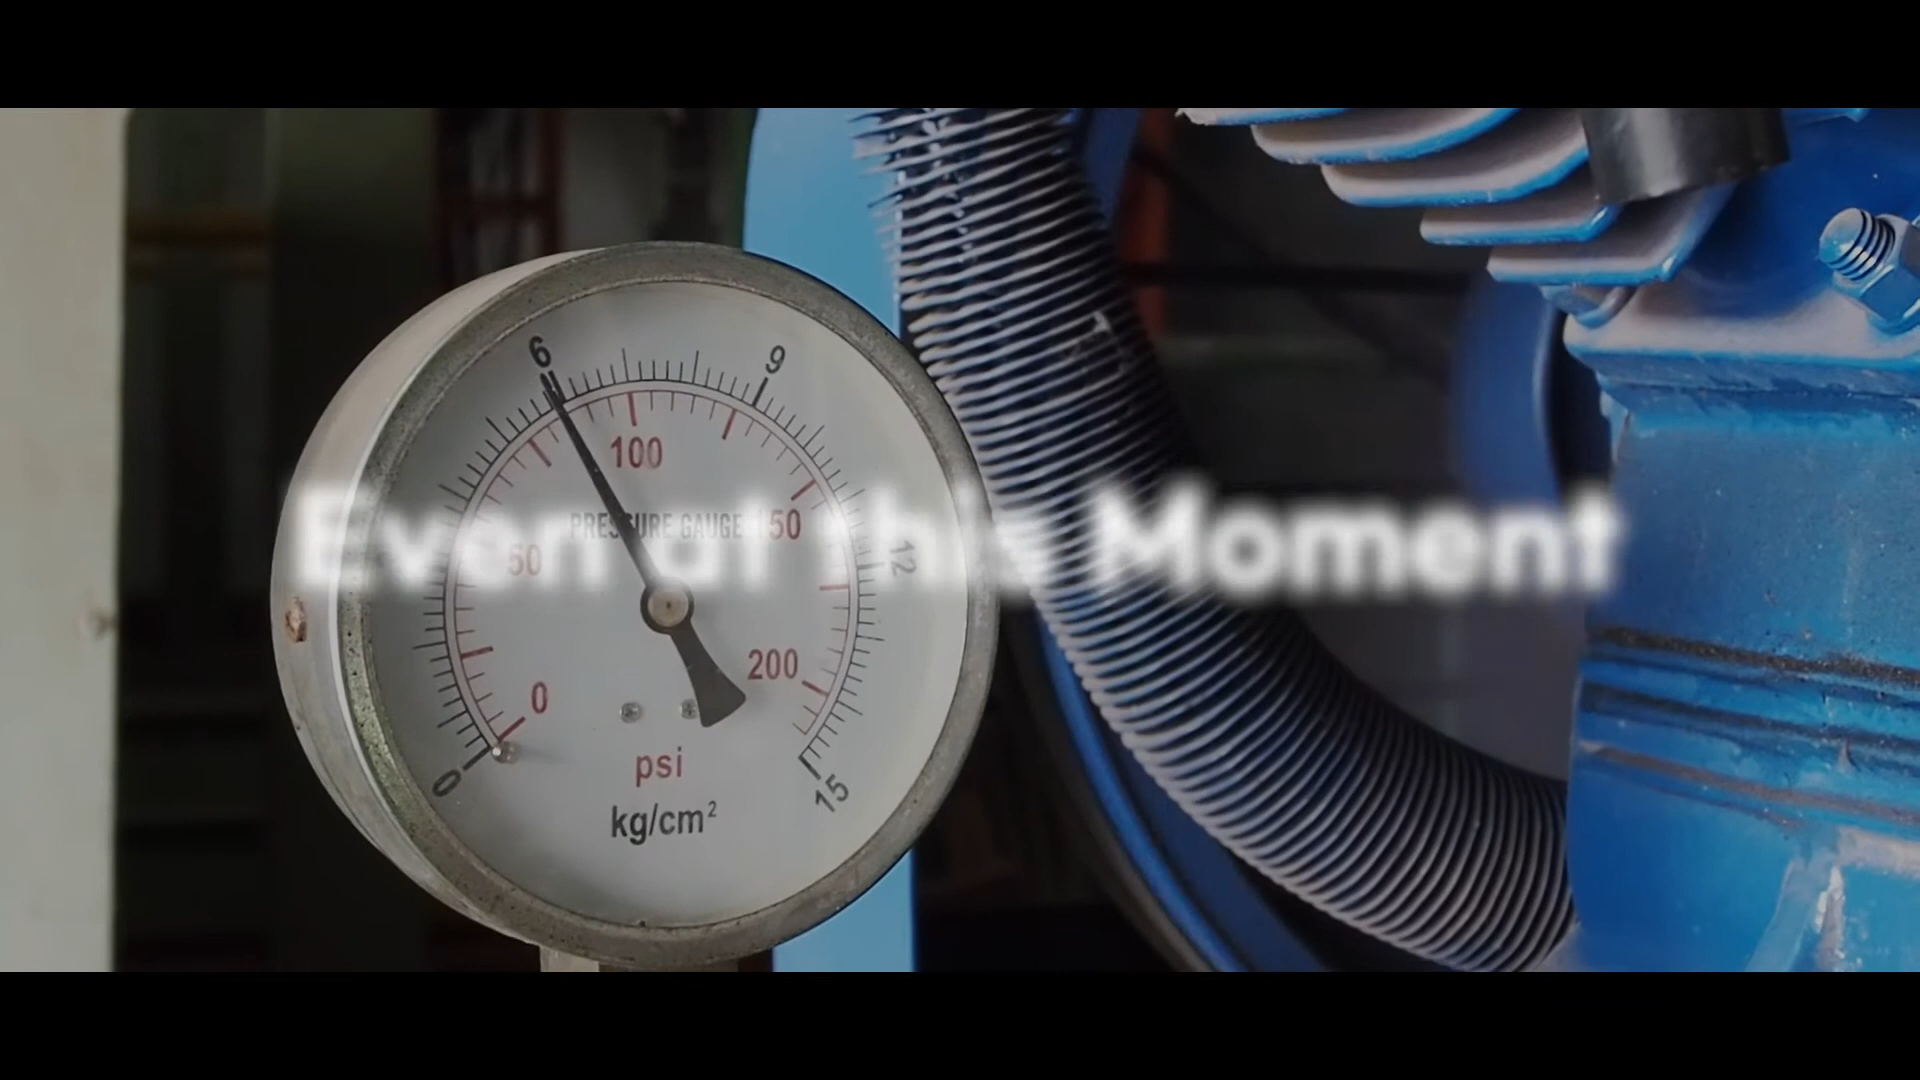 6
9
100
PRESSURE GAUGE
150
Even at this Moment
50
12
200
0
psi
0
15
kg/cm²